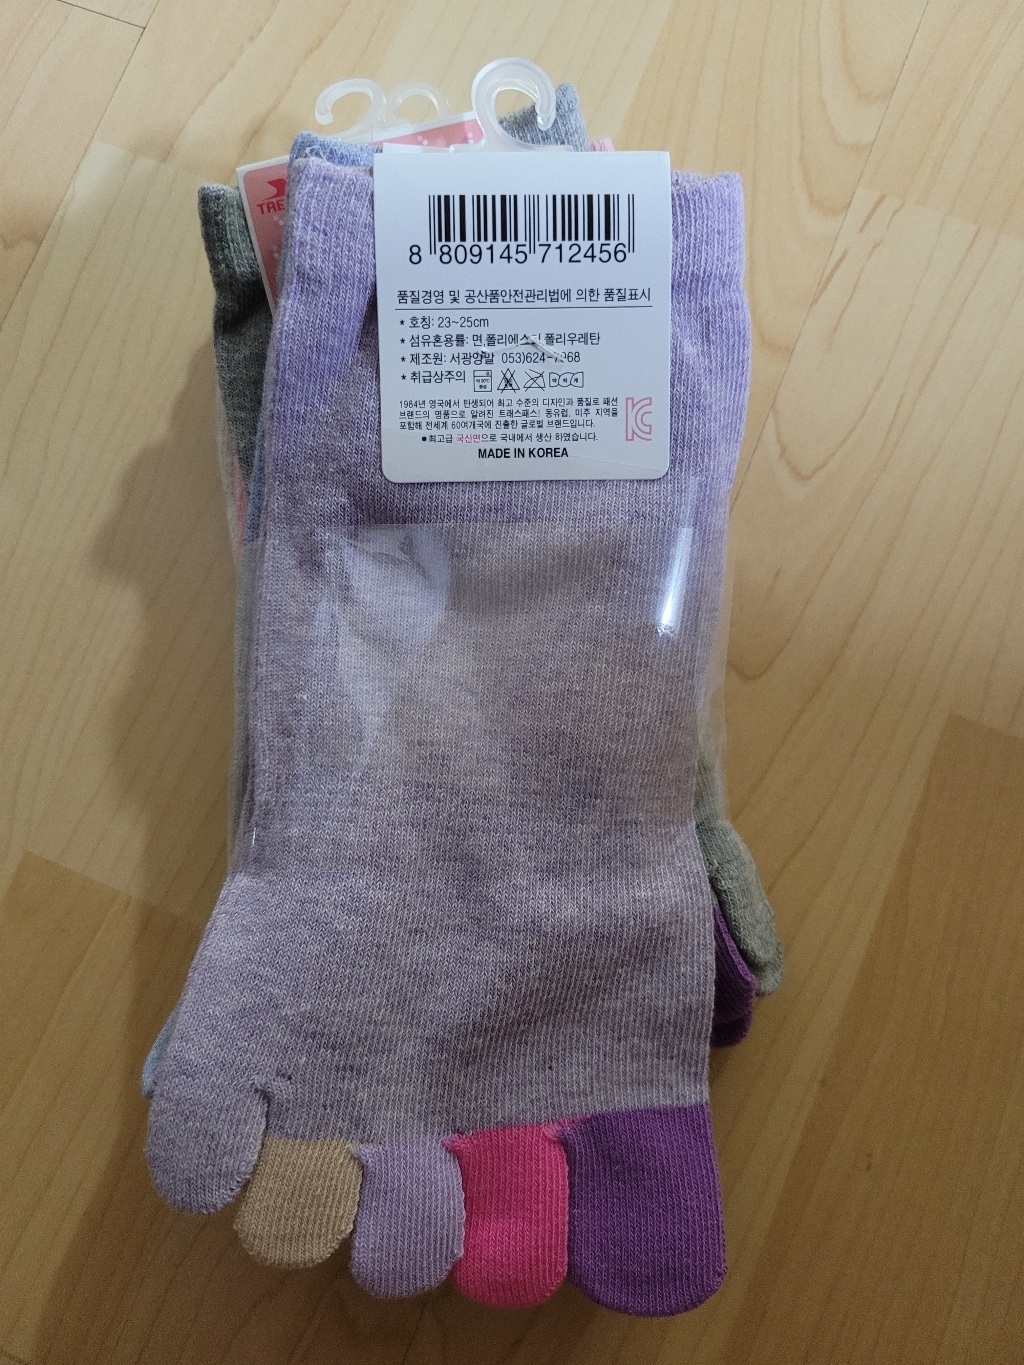 TRE
8 809145 712456
품질경영 및 공산품안전관리법에 의한 품질표시
* 호칭: 23~25cm
* 섬유혼용률: 면,폴리에스터 폴리우레탄
* 제조원: 서광양말 053)624-7968
* 취급상주의
1984년 영국에서 탄생되어 최고 수준의 디자인과 품질로 패션
브랜드의 명품으로 알려진 트래스패스! 동유럽, 미주 지역을
포함해 전세계 60여개국에 진출한 글로벌 브랜드입니다.
●최고급 국신면으로 국내에서 생산 하였습니다.
MADE IN KOREA